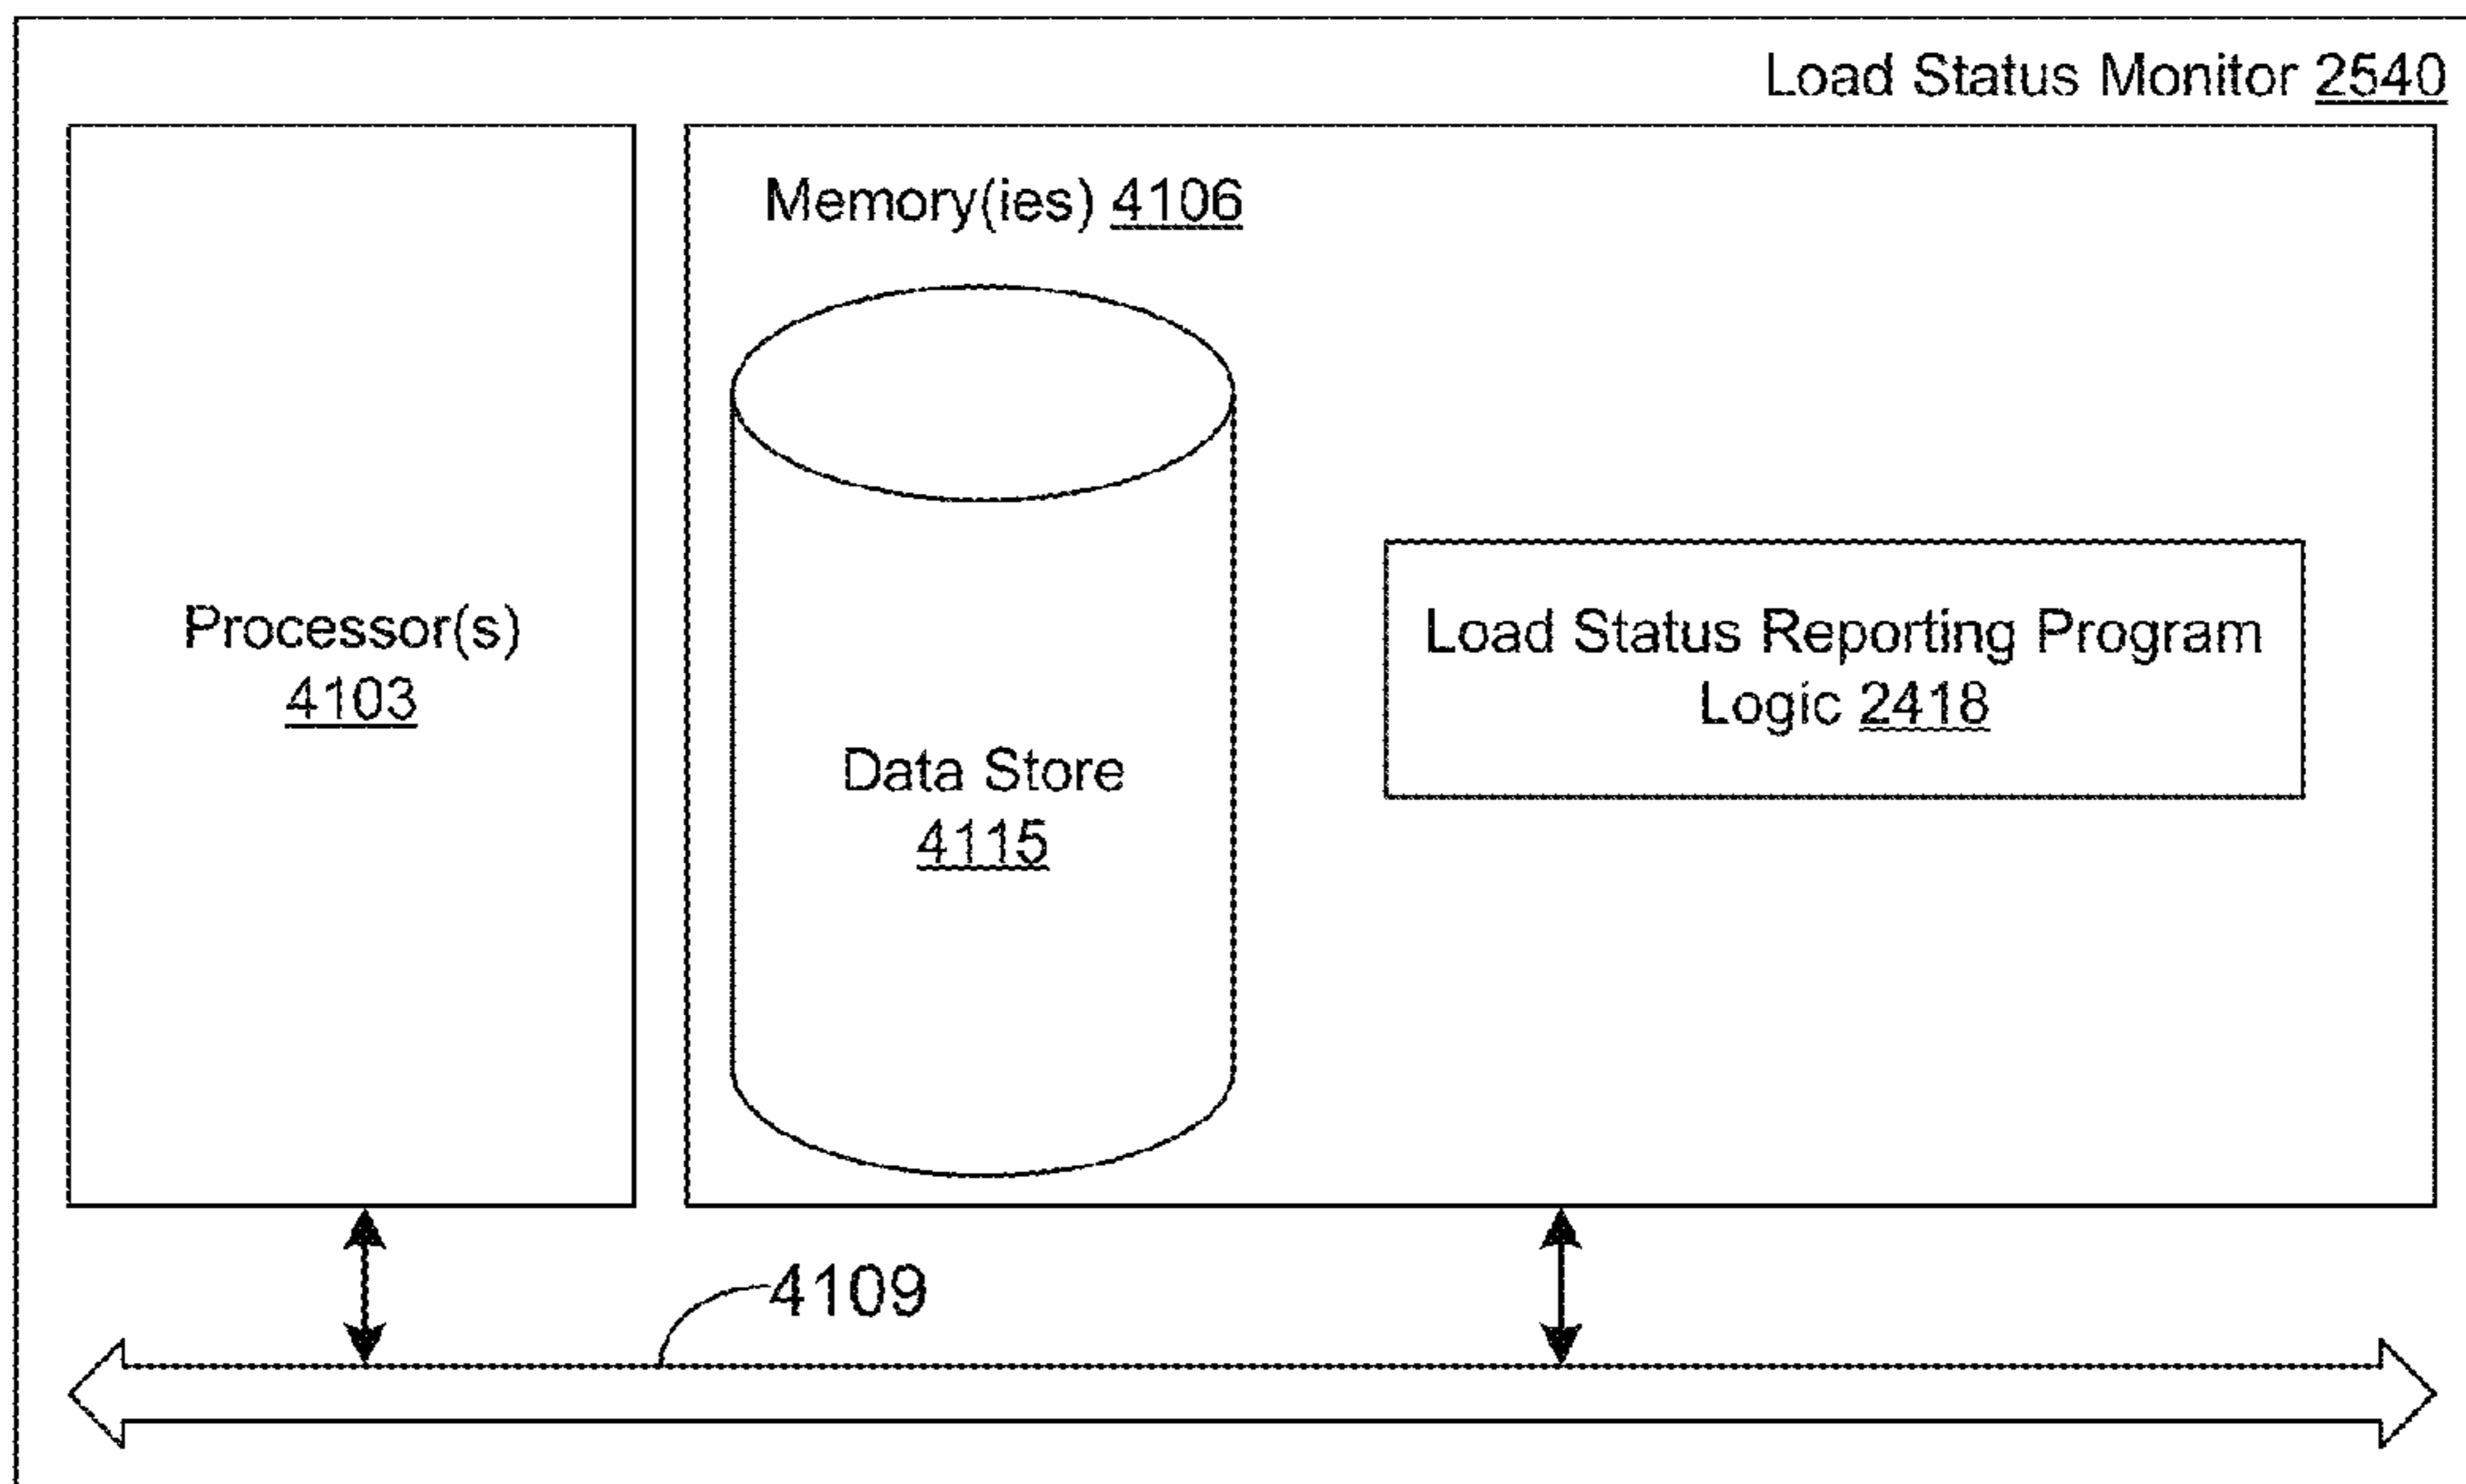 Load Status Monitor 2540
Memory(ies) 4106
Processor(s)
4103
Data Store
4115
Load Status Reporting Program
Logic 2418
4109